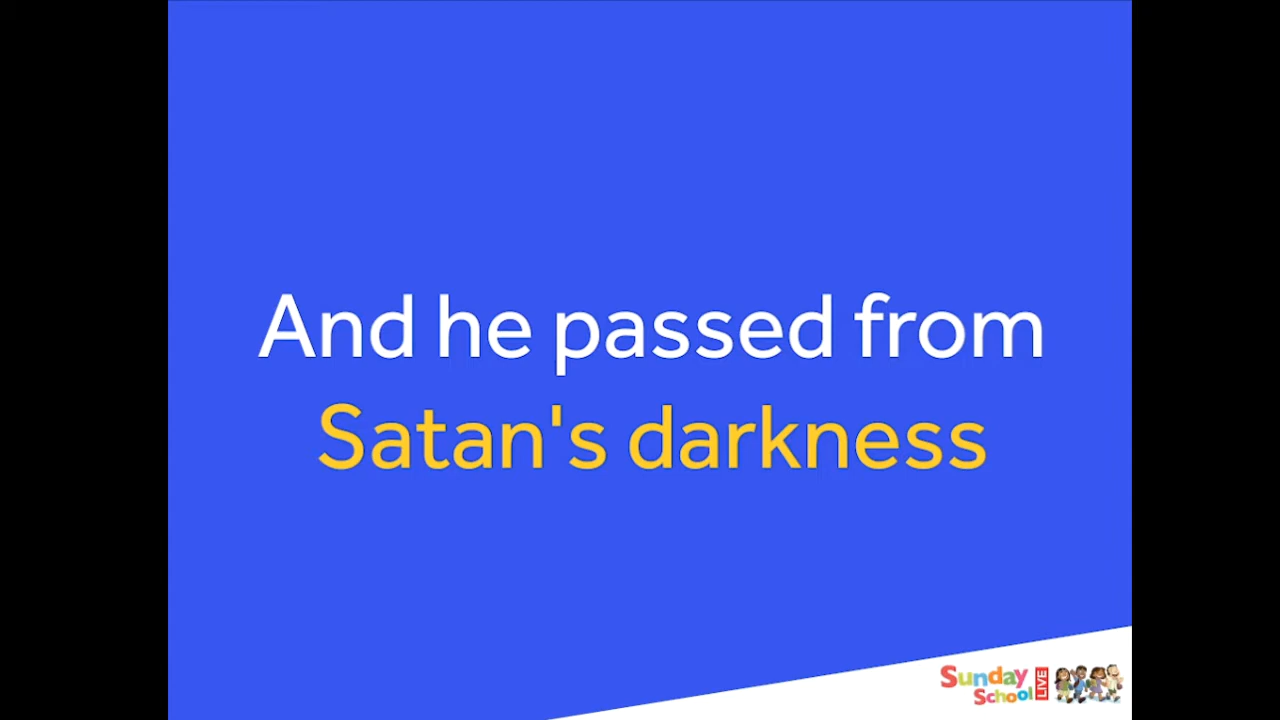 And he passed from
Satan's darkness
Sunday
School LIVE